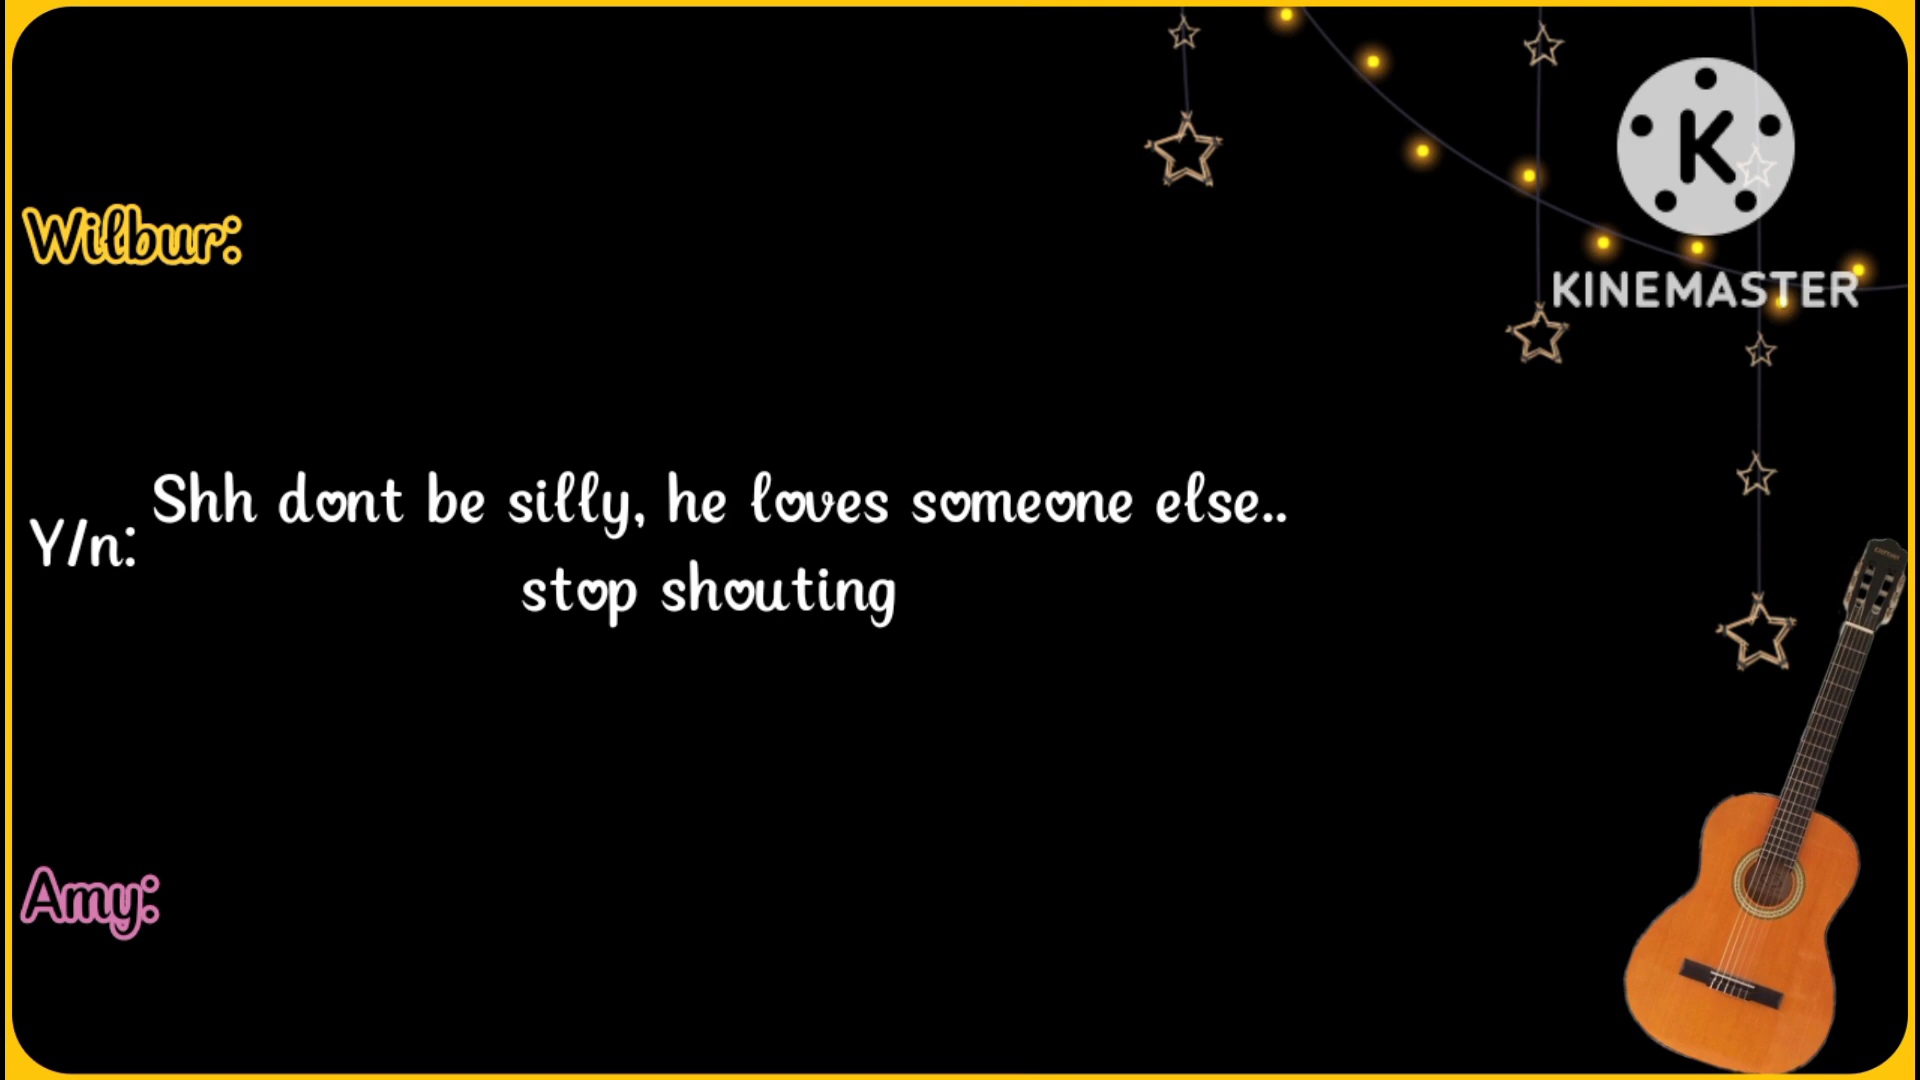 K
KINEMASTER
Wilbur:
Y/n: Shh dont be silly, he loves someone else..
stop shouting
Amy: